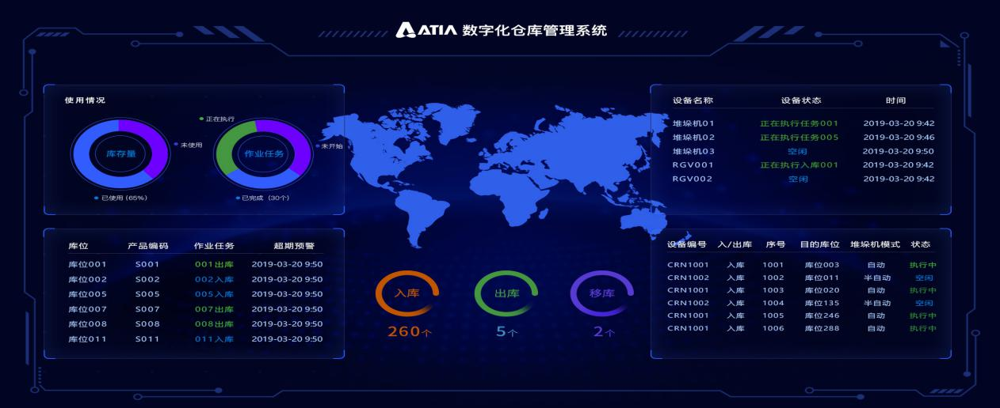 ATIA 数字化仓库管理系统
使用情况
正在执行
库存量
未使用
作业任务
未开始
已使用 (65%)
已完成 (30个)
设备名称 设备状态 时间
堆垛机01 正在执行任务001 2019-03-20 9:42
堆垛机02 正在执行任务005 2019-03-20 9:46
堆垛机03 空闲 2019-03-20 9:50
RGV001 正在执行入库001 2019-03-20 9:42
RGV002 空闲 2019-03-20 9:42
库位 产品编码 作业任务 超期预警
库位001 S001 001出库 2019-03-20 9:50
库位002 S002 002入库 2019-03-20 9:50
库位005 S005 005入库 2019-03-20 9:50
库位007 S007 007出库 2019-03-20 9:50
库位008 S008 008出库 2019-03-20 9:50
库位011 S011 011入库 2019-03-20 9:50
入库
260个
出库
5个
移库
2个
设备编号 入/出库 序号 目的库位 堆垛机模式 状态
CRN1001 入库 1001 库位003 自动 执行中
CRN1002 入库 1002 库位011 半自动 空闲
CRN1001 入库 1003 库位020 自动 执行中
CRN1002 入库 1004 库位135 半自动 空闲
CRN1001 入库 1005 库位246 自动 执行中
CRN1001 入库 1006 库位288 自动 执行中